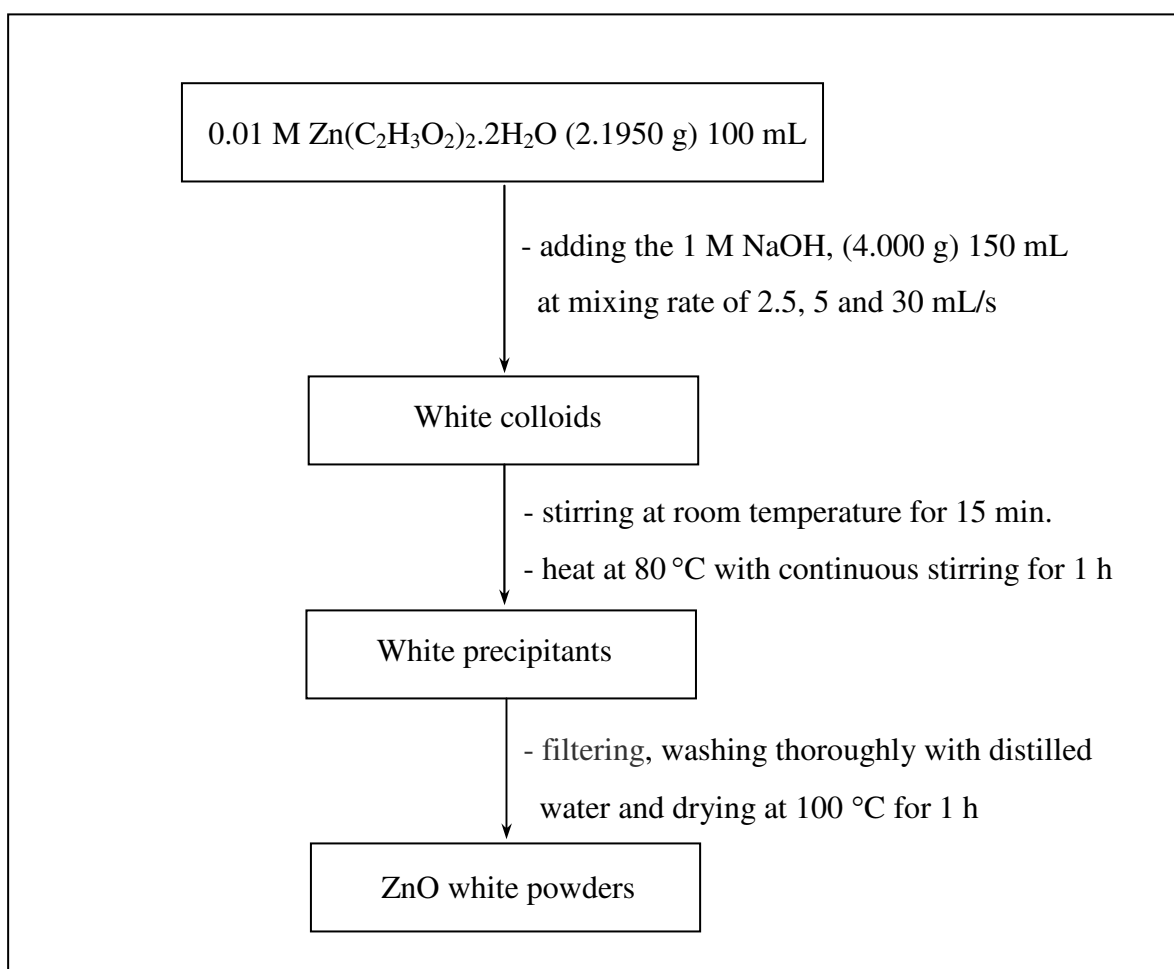 0.01 M Zn(C₂H₃O₂)₂.2H₂O (2.1950 g) 100 mL
- adding the 1 M NaOH, (4.000 g) 150 mL
at mixing rate of 2.5, 5 and 30 mL/s
White colloids
- stirring at room temperature for 15 min.
- heat at 80 °C with continuous stirring for 1 h
White precipitants
- filtering, washing thoroughly with distilled
water and drying at 100 °C for 1 h
ZnO white powders